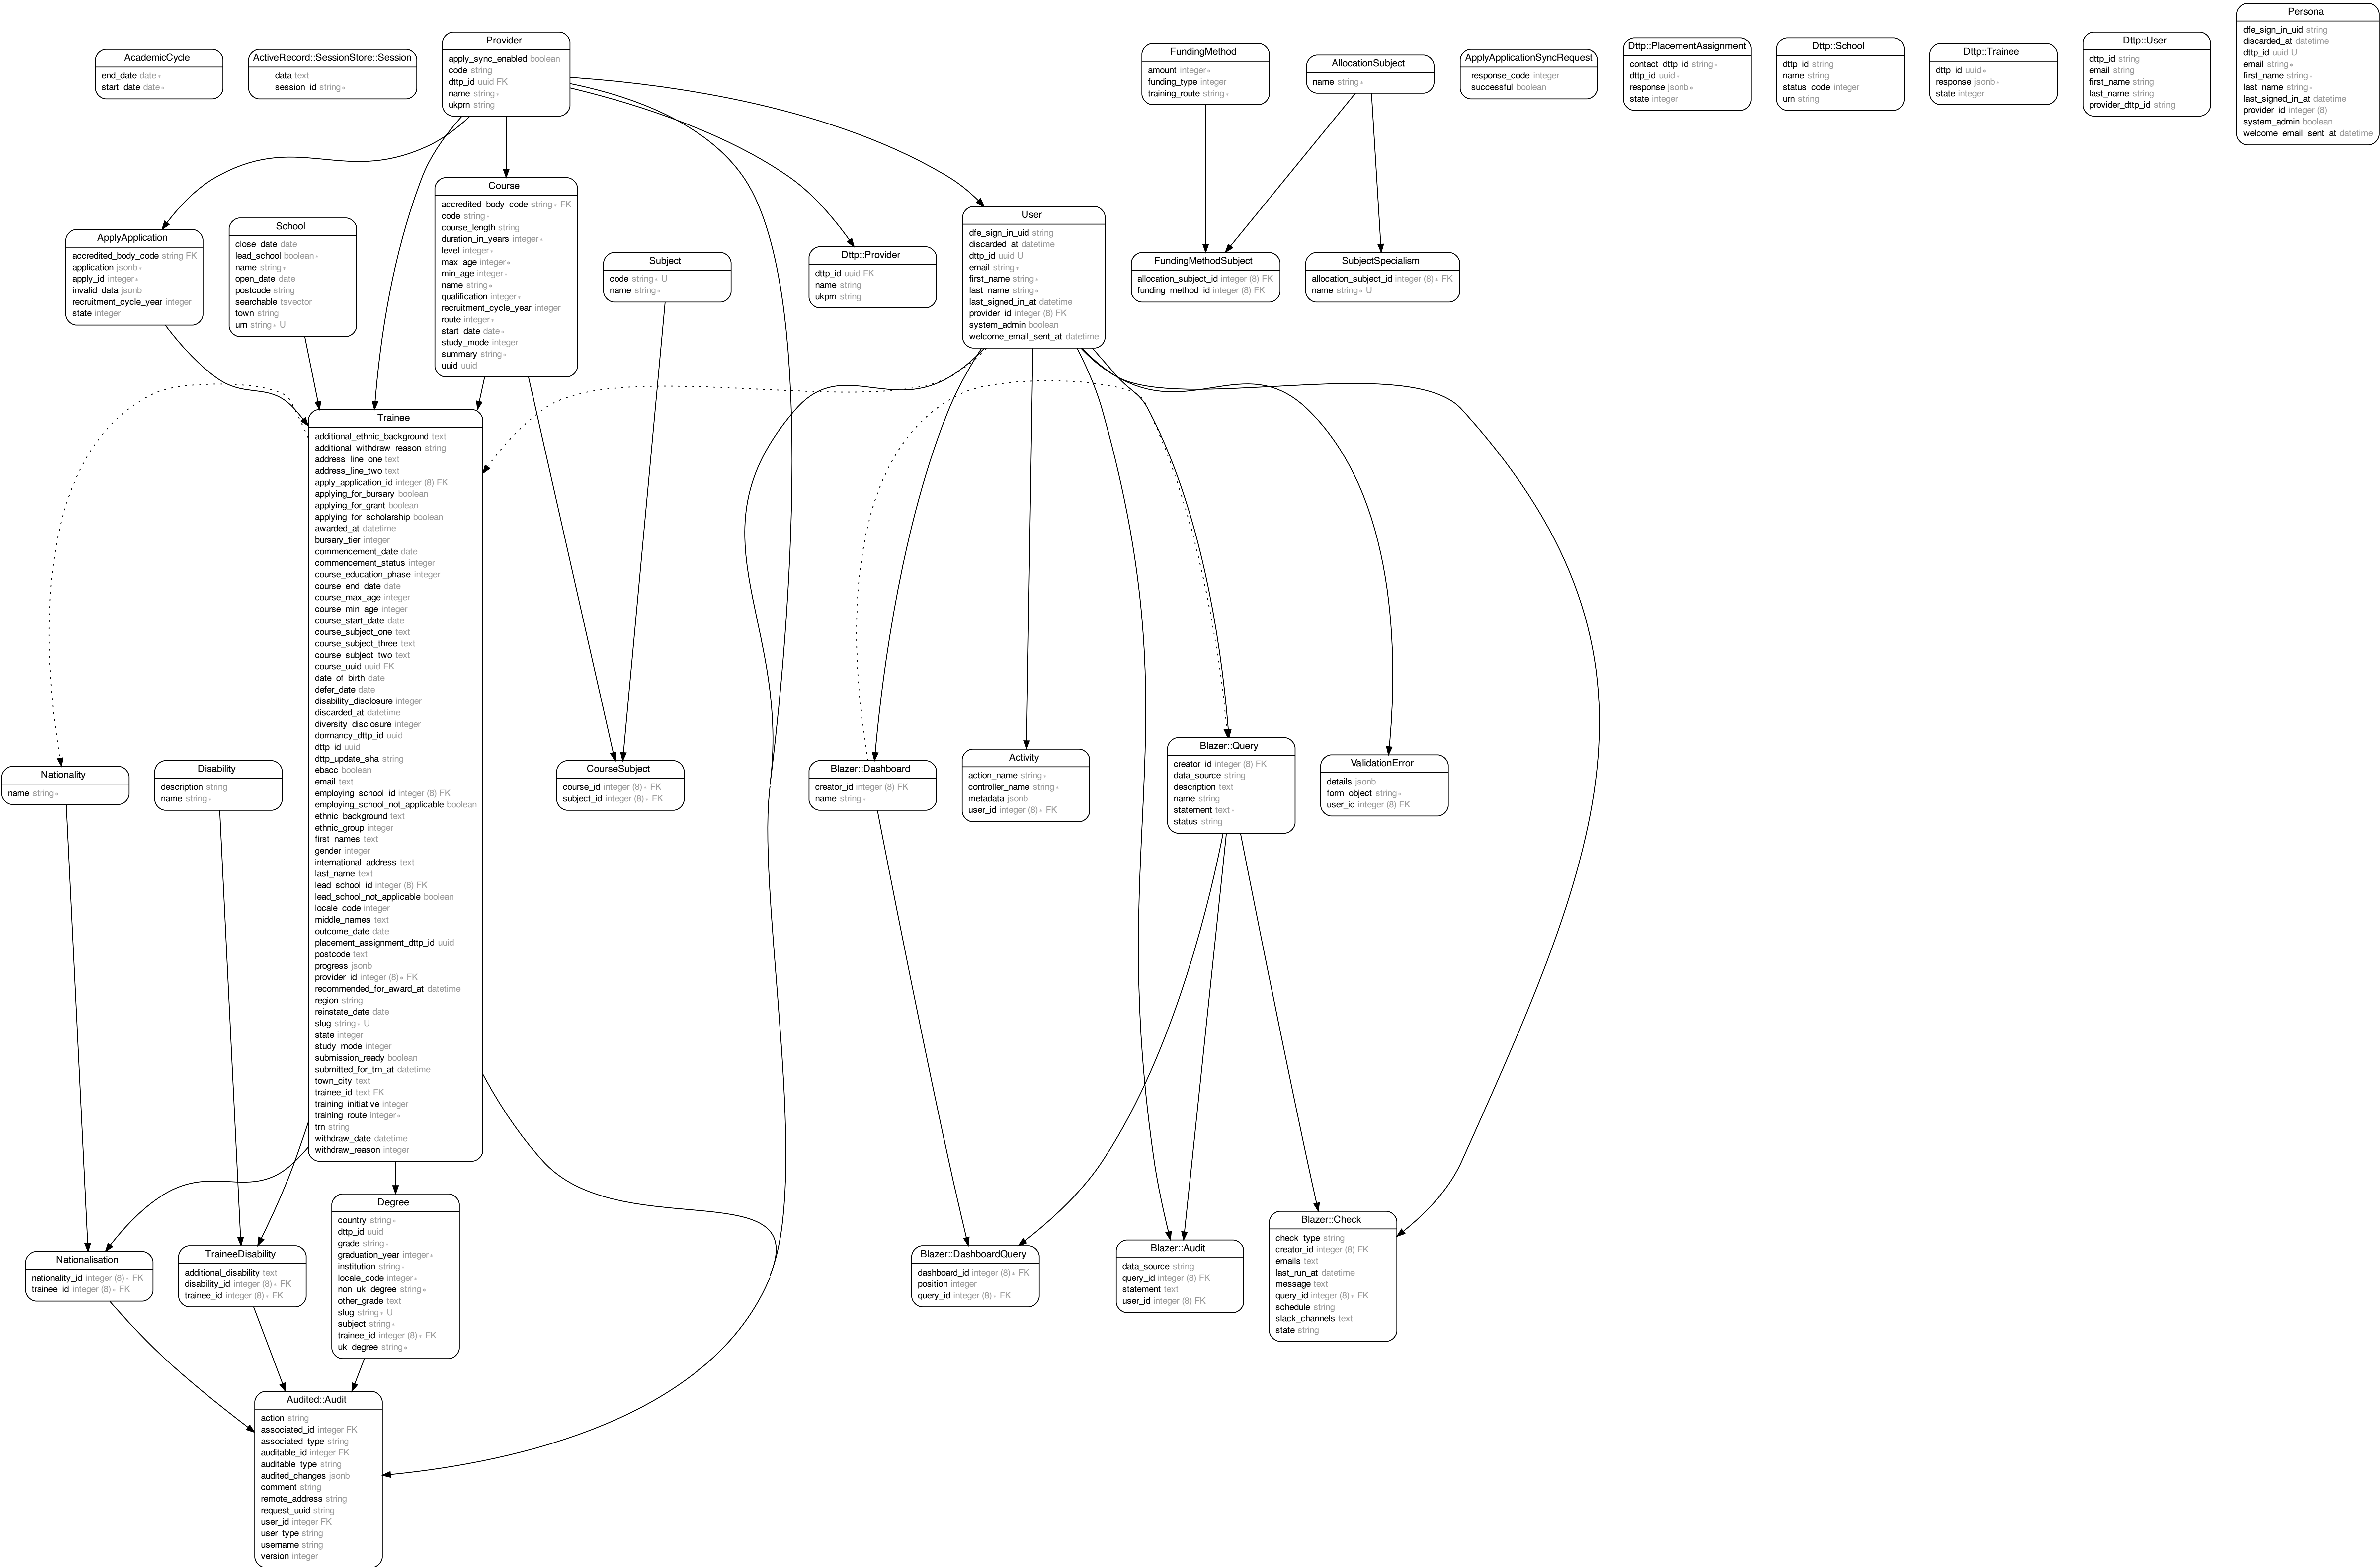 AcademicCycle
end_date date ∗
start_date date ∗
ActiveRecord::SessionStore::Session
data text
session_id string ∗
Provider
apply_sync_enabled boolean
code string
dttp_id uuid FK
name string ∗
ukprn string
FundingMethod
amount integer ∗
funding_type integer
training_route string ∗
AllocationSubject
name string ∗
ApplyApplicationSyncRequest
response_code integer
successful boolean
Dttp::PlacementAssignment
contact_dttp_id string ∗
dttp_id uuid ∗
response jsonb ∗
state integer
Dttp::School
dttp_id string
name string
status_code integer
urn string
Dttp::Trainee
dttp_id uuid ∗
response jsonb ∗
state integer
Dttp::User
dttp_id string
email string
first_name string
last_name string
provider_dttp_id string
Persona
dfe_sign_in_uid string
discarded_at datetime
dttp_id uuid U
email string ∗
first_name string ∗
last_name string ∗
last_signed_in_at datetime
provider_id integer (8)
system_admin boolean
welcome_email_sent_at datetime
ApplyApplication
accredited_body_code string FK
application jsonb ∗
apply_id integer ∗
invalid_data jsonb
recruitment_cycle_year integer
state integer
School
close_date date
lead_school boolean ∗
name string ∗
open_date date
postcode string
searchable tsvector
town string
urn string ∗ U
Course
accredited_body_code string ∗ FK
code string ∗
course_length string
duration_in_years integer ∗
level integer ∗
max_age integer ∗
min_age integer ∗
name string ∗
qualification integer ∗
recruitment_cycle_year integer
route integer ∗
start_date date ∗
study_mode integer
summary string ∗
uuid uuid
Subject
code string ∗ U
name string ∗
Dttp::Provider
dttp_id uuid FK
name string
ukprn string
User
dfe_sign_in_uid string
discarded_at datetime
dttp_id uuid U
email string ∗
first_name string ∗
last_name string ∗
last_signed_in_at datetime
provider_id integer (8) FK
system_admin boolean
welcome_email_sent_at datetime
FundingMethodSubject
allocation_subject_id integer (8) FK
funding_method_id integer (8) FK
SubjectSpecialism
allocation_subject_id integer (8) ∗ FK
name string ∗ U
Trainee
additional_ethnic_background text
additional_withdraw_reason string
address_line_one text
address_line_two text
apply_application_id integer (8) FK
applying_for_bursary boolean
applying_for_grant boolean
applying_for_scholarship boolean
awarded_at datetime
bursary_tier integer
commencement_date date
commencement_status integer
course_education_phase integer
course_end_date date
course_max_age integer
course_min_age integer
course_start_date date
course_subject_one text
course_subject_three text
course_subject_two text
course_uuid uuid FK
date_of_birth date
defer_date date
disability_disclosure integer
discarded_at datetime
diversity_disclosure integer
dormancy_dttp_id uuid
dttp_id uuid
dttp_update_sha string
ebacc boolean
email text
employing_school_id integer (8) FK
employing_school_not_applicable boolean
ethnic_background text
ethnic_group integer
first_names text
gender integer
international_address text
last_name text
lead_school_id integer (8) FK
lead_school_not_applicable boolean
locale_code integer
middle_names text
outcome_date date
placement_assignment_dttp_id uuid
postcode text
progress jsonb
provider_id integer (8) ∗ FK
recommended_for_award_at datetime
region string
reinstate_date date
slug string ∗ U
state integer
study_mode integer
submission_ready boolean
submitted_for_trn_at datetime
town_city text
trainee_id text FK
training_initiative integer
training_route integer ∗
trn string
withdraw_date datetime
withdraw_reason integer
Nationality
name string ∗
Disability
description string
name string ∗
CourseSubject
course_id integer (8) ∗ FK
subject_id integer (8) ∗ FK
Blazer::Dashboard
creator_id integer (8) FK
name string ∗
Activity
action_name string ∗
controller_name string ∗
metadata jsonb
user_id integer (8) ∗ FK
Blazer::Query
creator_id integer (8) FK
data_source string
description text
name string
statement text ∗
status string
ValidationError
details jsonb
form_object string ∗
user_id integer (8) FK
Nationalisation
nationality_id integer (8) ∗ FK
trainee_id integer (8) ∗ FK
TraineeDisability
additional_disability text
disability_id integer (8) ∗ FK
trainee_id integer (8) ∗ FK
Degree
country string ∗
dttp_id uuid
grade string ∗
graduation_year integer ∗
institution string ∗
locale_code integer ∗
non_uk_degree string ∗
other_grade text
slug string ∗ U
subject string ∗
trainee_id integer (8) ∗ FK
uk_degree string ∗
Blazer::DashboardQuery
dashboard_id integer (8) ∗ FK
position integer
query_id integer (8) ∗ FK
Blazer::Audit
data_source string
query_id integer (8) FK
statement text
user_id integer (8) FK
Blazer::Check
check_type string
creator_id integer (8) FK
emails text
last_run_at datetime
message text
query_id integer (8) ∗ FK
schedule string
slack_channels text
state string
Audited::Audit
action string
associated_id integer FK
associated_type string
auditable_id integer FK
auditable_type string
audited_changes jsonb
comment string
remote_address string
request_uuid string
user_id integer FK
user_type string
username string
version integer